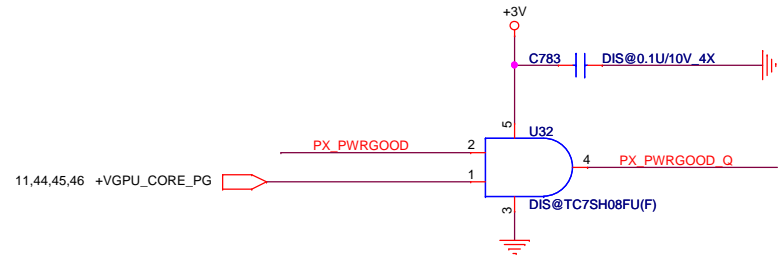 +3V
C783 DIS@0.1U/10V_4X
5 U32
PX_PWRGOOD 2
4 PX_PWRGOOD_Q
11,44,45,46 +VGPU_CORE_PG 1
3 DIS@TC7SH08FU(F)